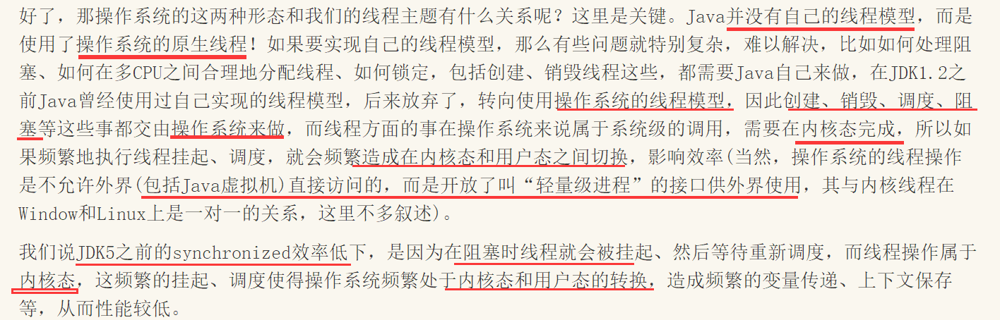 好了，那操作系统的这两种形态和我们的线程主题有什么关系呢？这里是关键。Java并没有自己的线程模型，而是
使用了操作系统的原生线程！如果要实现自己的线程模型，那么有些问题就特别复杂，难以解决，比如如何处理阻
塞、如何在多CPU之间合理地分配线程、如何锁定，包括创建、销毁线程这些，都需要Java自己来做，在JDK1.2之
前Java曾经使用过自己实现的线程模型，后来放弃了，转向使用操作系统的线程模型，因此创建、销毁、调度、阻
塞等这些事都交由操作系统来做，而线程方面的事在操作系统来说属于系统级的调用，需要在内核态完成，所以如
果频繁地执行线程挂起、调度，就会频繁造成在内核态和用户态之间切换，影响效率(当然，操作系统的线程操作
是不允许外界(包括Java虚拟机)直接访问的，而是开放了叫“轻量级进程”的接口供外界使用，其与内核线程在
Window和Linux上是一对一的关系，这里不多叙述)。
我们说JDK5之前的synchronized效率低下，是因为在阻塞时线程就会被挂起、然后等待重新调度，而线程操作属于
内核态，这频繁的挂起、调度使得操作系统频繁处于内核态和用户态的转换，造成频繁的变量传递、上下文保存
等，从而性能较低。